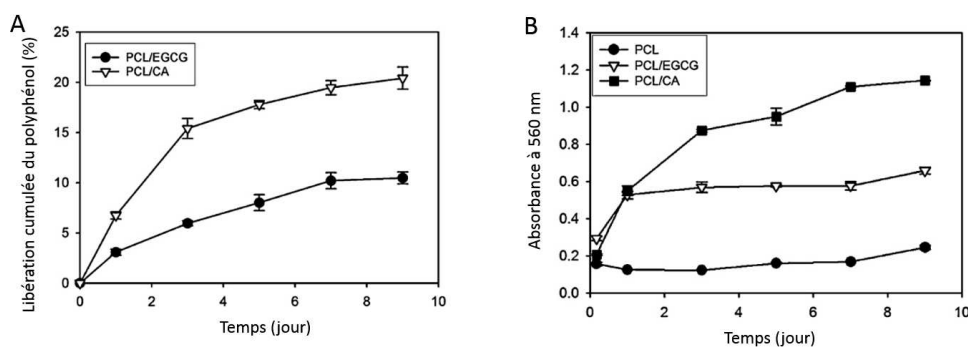 A
Libération cumulée du polyphénol (%)
25
20
15
10
5
0
PCL/EGCG
PCL/CA
0 2 4 6 8 10
Temps (jour)
B
Absorbance à 560 nm
1.4
1.2
1.0
0.8
0.6
0.4
0.2
0.0
PCL
PCL/EGCG
PCL/CA
0 2 4 6 8 10
Temps (jour)